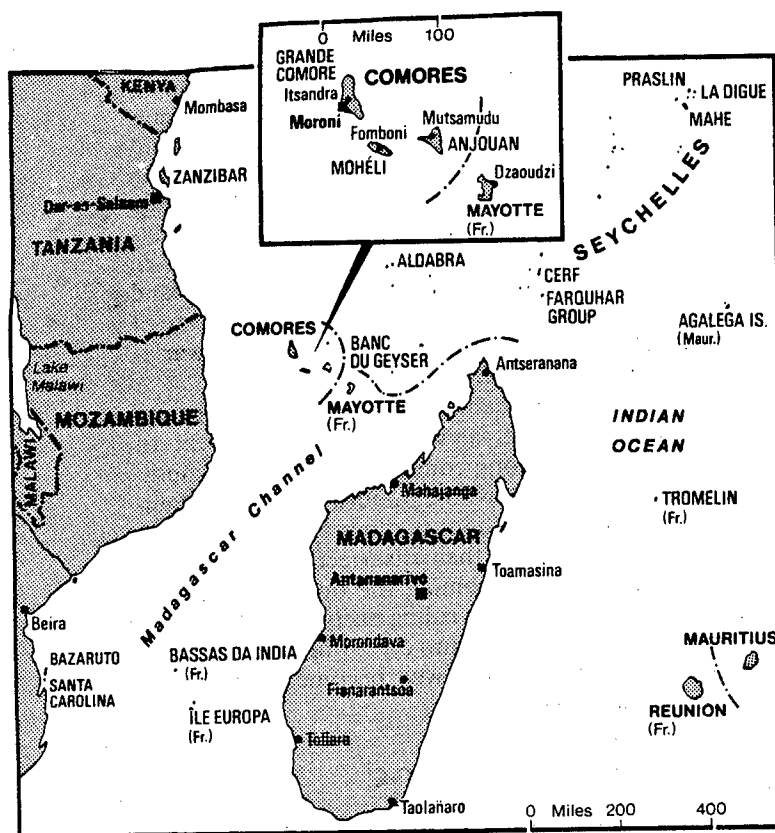 0 Miles 100
GRANDE
COMORE
COMORES
Itsandra
Moroni
Fomboni
Mutsamudu
ANJOUAN
MOHÉLI
Dzaoudzi
MAYOTTE
(Fr.)
KENYA
Mombasa
ZANZIBAR
Dar-es-Salaam
TANZANIA
PRASLIN
LA DIGUE
MAHE
SEYCHELLES
ALDABRA
CERF
FARQUHAR
GROUP
AGALEGA IS.
(Maur.)
COMORES
BANC
DU GEYSER
Antseranana
MAYOTTE
(Fr.)
Lake
Malawi
MOZAMBIQUE
MALAWI
INDIAN
OCEAN
Madagascar Channel
Mahajanga
TROMELIN
(Fr.)
MADAGASCAR
Antananarivo
Toamasina
Beira
Morondava
BAZARUTO
SANTA
CAROLINA
BASSAS DA INDIA
(Fr.)
Fianarantsoa
ÎLE EUROPA
(Fr.)
Toliara
MAURITIUS
REUNION
(Fr.)
Taolañaro
0 Miles 200 400